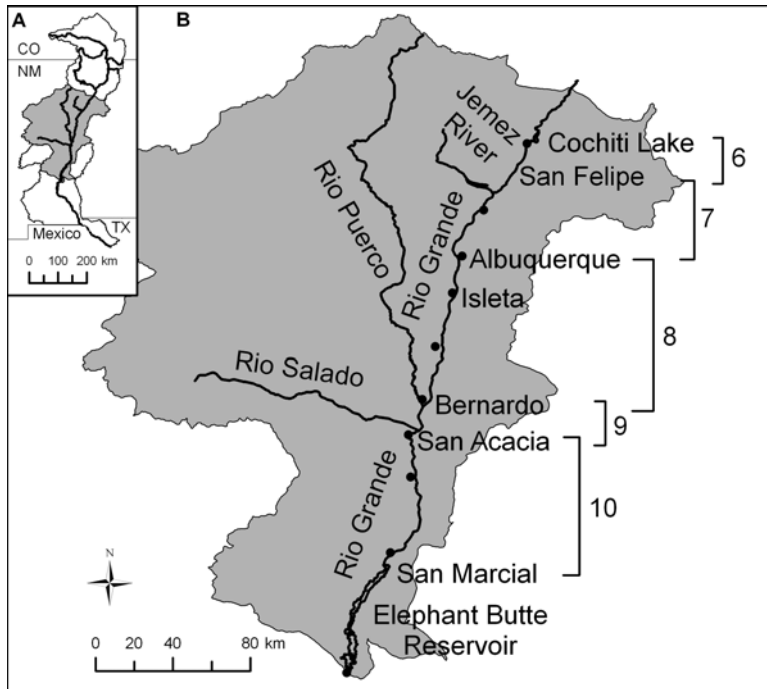 A
CO
NM
TX
Mexico
0 100 200 km
B
Jemez
River
Cochiti Lake
6
San Felipe
7
Rio Puerco
Rio Grande
Albuquerque
Isleta
8
Rio Salado
Bernardo
9
San Acacia
Rio Grande
10
San Marcial
N
Elephant Butte
Reservoir
0 20 40 80 km